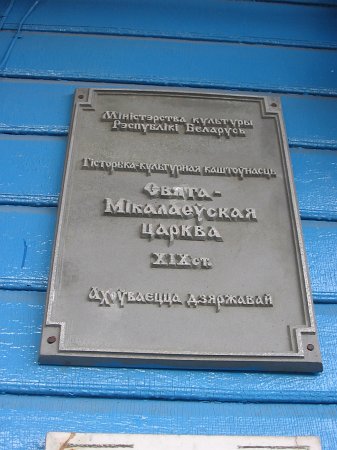 Міністэрства культуры
Рэспублікі Беларусь
Гісторыка-культурная каштоўнасць
Свята-
Мікалаеўская
царква
XIX ст.
Ахоўваецца дзяржавай